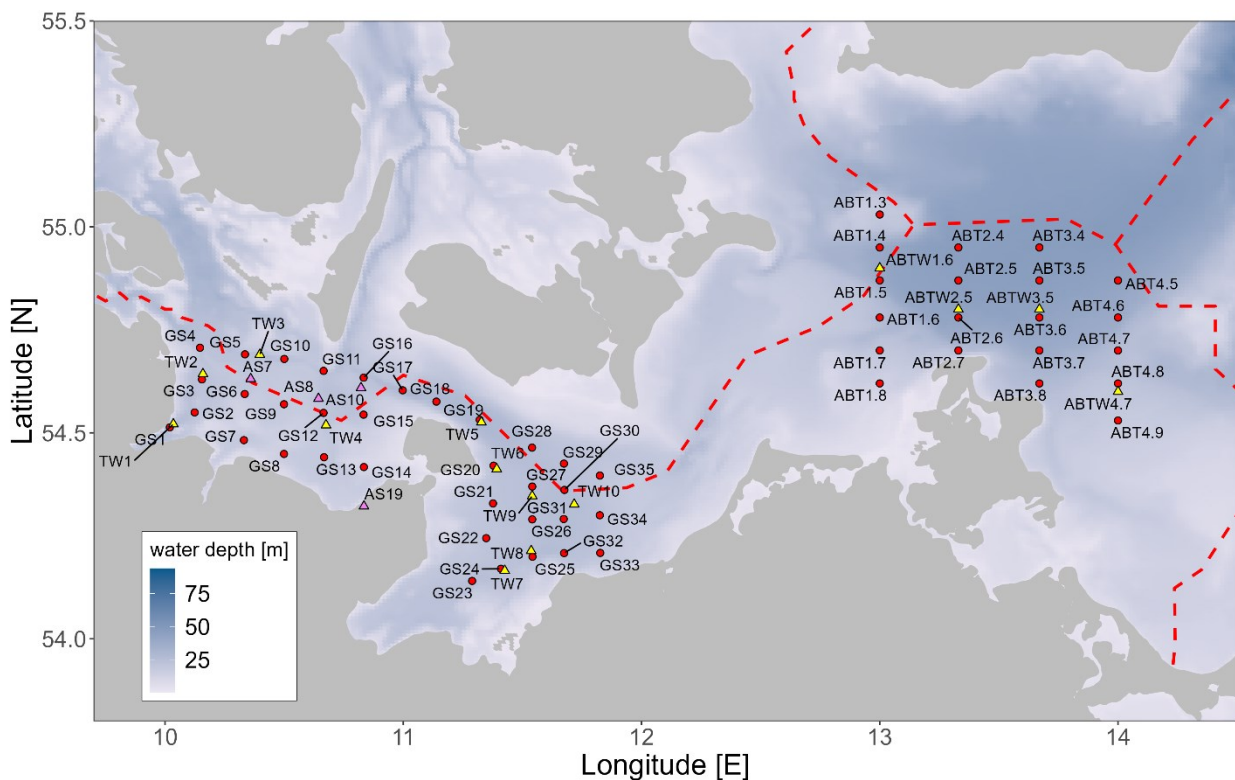 55.5
55.0
54.5
54.0
Latitude [N]
10
11
12
13
14
Longitude [E]
water depth [m]
75
50
25
GS4
GS5
TW3
GS10
GS16
TW2
AS7
GS11
GS17
GS3
GS6
AS8
AS10
GS18
GS2
GS9
GS15
GS19
GS1
GS7
GS12
TW4
TW5
TW1
GS8
GS13
GS14
AS19
GS28
GS30
TW6
GS29
GS20
GS27
GS35
GS21
TW9
GS31
TW10
GS26
GS34
GS22
TW8
GS32
GS24
TW7
GS25
GS33
GS23
ABT1.3
ABT1.4
ABT2.4
ABT3.4
ABTW1.6
ABT2.5
ABT3.5
ABT4.5
ABT1.5
ABTW2.5
ABTW3.5
ABT4.6
ABT1.6
ABT2.6
ABT3.6
ABT4.7
ABT1.7
ABT2.7
ABT3.7
ABT4.8
ABT1.8
ABT3.8
ABTW4.7
ABT4.9